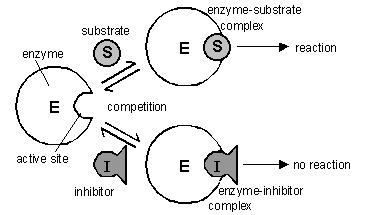 substrate
S
enzyme-substrate
complex
E
S
reaction
enzyme
E
competition
active site
I
inhibitor
E
I
no reaction
enzyme-inhibitor
complex